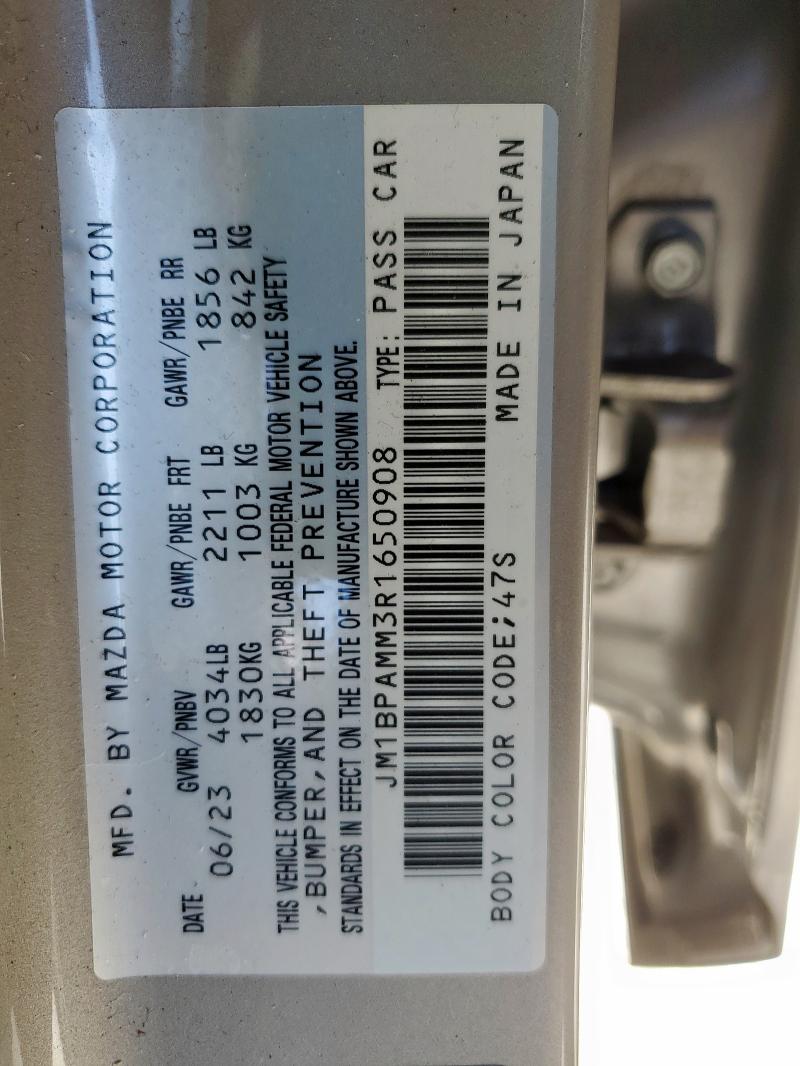 MFD. BY MAZDA MOTOR CORPORATION
DATE GVWR/PNBV GAWR/PNBE FRT GAWR/PNBE RR
06/23 4034LB 2211 LB 1856 LB
1830KG 1003 KG 842 KG
THIS VEHICLE CONFORMS TO ALL APPLICABLE FEDERAL MOTOR VEHICLE SAFETY
,BUMPER,AND THEFT PREVENTION
STANDARDS IN EFFECT ON THE DATE OF MANUFACTURE SHOWN ABOVE.
JM1BPAMM3R1650908 TYPE: PASS CAR
BODY COLOR CODE;47S MADE IN JAPAN